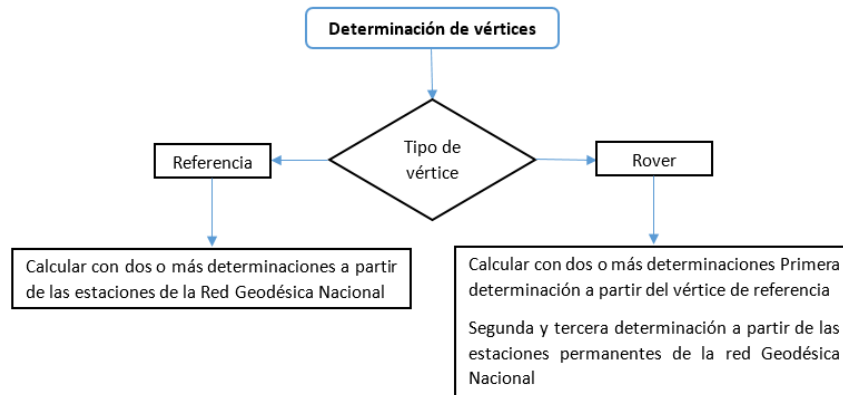 Determinación de vértices
Tipo de
vértice
Referencia
Rover
Calcular con dos o más determinaciones a partir
de las estaciones de la Red Geodésica Nacional
Calcular con dos o más determinaciones Primera
determinación a partir del vértice de referencia
Segunda y tercera determinación a partir de las
estaciones permanentes de la red Geodésica
Nacional